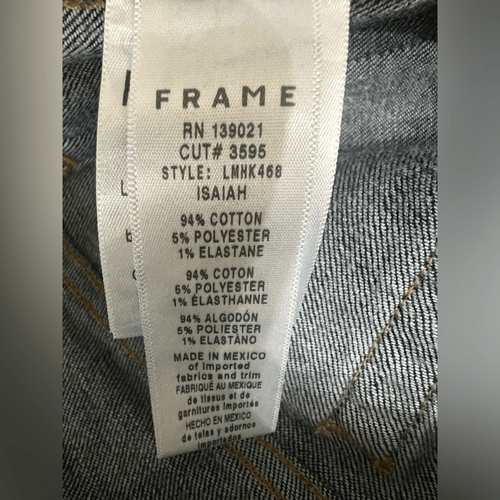 FRAME
RN 139021
CUT# 3595
STYLE: LMHK468
ISAIAH
94% COTTON
5% POLYESTER
1% ELASTANE
94% COTON
5% POLYESTER
1% ÉLASTHANNE
94% ALGODÓN
5% POLIESTER
1% ELASTANO
MADE IN MEXICO
of imported
fabrics and trim
FABRIQUÉ AU MEXIQUE
de tissus et de
garnitures importés
HECHO EN MEXICO
de telas y adornos
importados